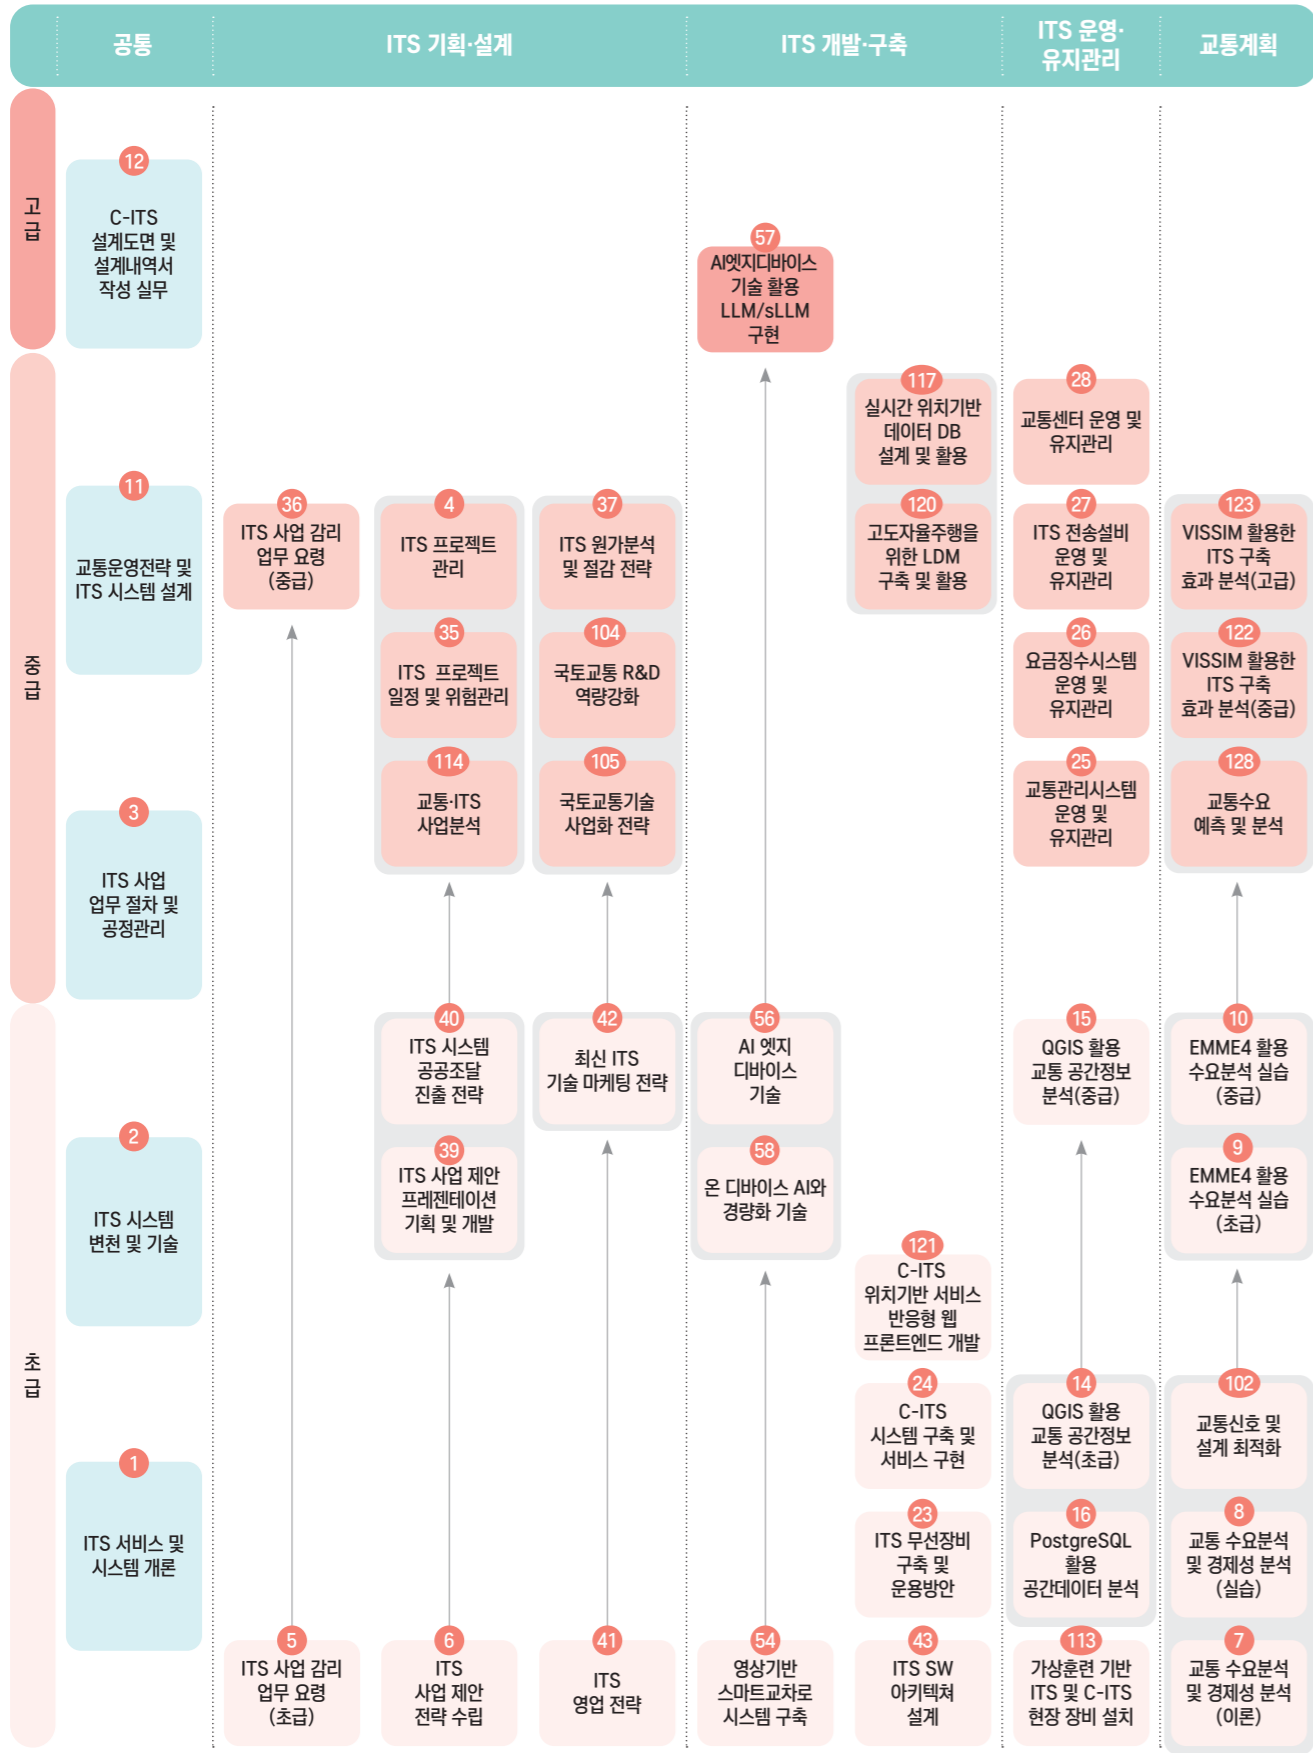 공통
ITS 기획·설계
ITS 개발·구축
ITS 운영·
유지관리
교통계획
고급
12
C-ITS
설계도면 및
설계내역서
작성 실무
57
AI엣지디바이스
기술 활용
LLM/sLLM
구현
중급
11
교통운영전략 및
ITS 시스템 설계
3
ITS 사업
업무 절차 및
공정관리
36
ITS 사업 감리
업무 요령
(중급)
4
ITS 프로젝트
관리
35
ITS 프로젝트
일정 및 위험관리
114
교통·ITS
사업분석
37
ITS 원가분석
및 절감 전략
104
국토교통 R&D
역량강화
105
국토교통기술
사업화 전략
117
실시간 위치기반
데이터 DB
설계 및 활용
120
고도자율주행을
위한 LDM
구축 및 활용
28
교통센터 운영 및
유지관리
27
ITS 전송설비
운영 및
유지관리
26
요금징수시스템
운영 및
유지관리
25
교통관리시스템
운영 및
유지관리
123
VISSIM 활용한
ITS 구축
효과 분석(고급)
122
VISSIM 활용한
ITS 구축
효과 분석(중급)
128
교통수요
예측 및 분석
초급
2
ITS 시스템
변천 및 기술
1
ITS 서비스 및
시스템 개론
5
ITS 사업 감리
업무 요령
(초급)
40
ITS 시스템
공공조달
진출 전략
39
ITS 사업 제안
프레젠테이션
기획 및 개발
6
ITS
사업 제안
전략 수립
42
최신 ITS
기술 마케팅 전략
41
ITS
영업 전략
56
AI 엣지
디바이스
기술
58
온 디바이스 AI와
경량화 기술
54
영상기반
스마트교차로
시스템 구축
121
C-ITS
위치기반 서비스
반응형 웹
프론트엔드 개발
24
C-ITS
시스템 구축 및
서비스 구현
23
ITS 무선장비
구축 및
운용방안
43
ITS SW
아키텍쳐
설계
15
QGIS 활용
교통 공간정보
분석(중급)
14
QGIS 활용
교통 공간정보
분석(초급)
16
PostgreSQL
활용
공간데이터 분석
113
가상훈련 기반
ITS 및 C-ITS
현장 장비 설치
10
EMME4 활용
수요분석 실습
(중급)
9
EMME4 활용
수요분석 실습
(초급)
102
교통신호 및
설계 최적화
8
교통 수요분석
및 경제성 분석
(실습)
7
교통 수요분석
및 경제성 분석
(이론)